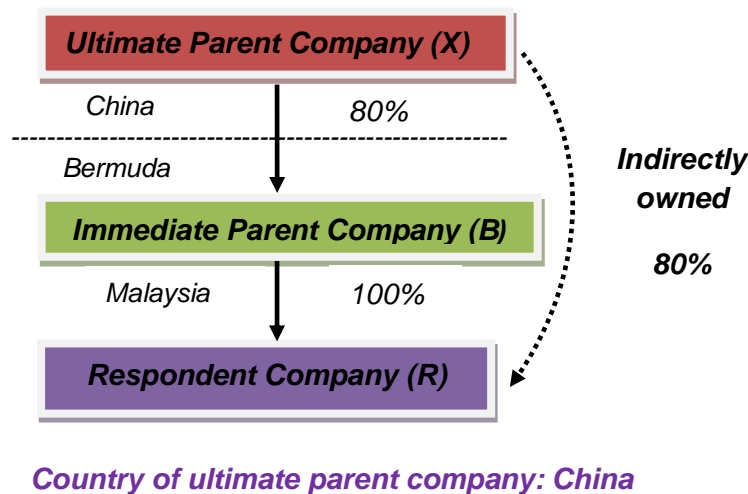 Ultimate Parent Company (X)
China 80%
Bermuda
Indirectly
owned
80%
Immediate Parent Company (B)
Malaysia 100%
Respondent Company (R)
Country of ultimate parent company: China